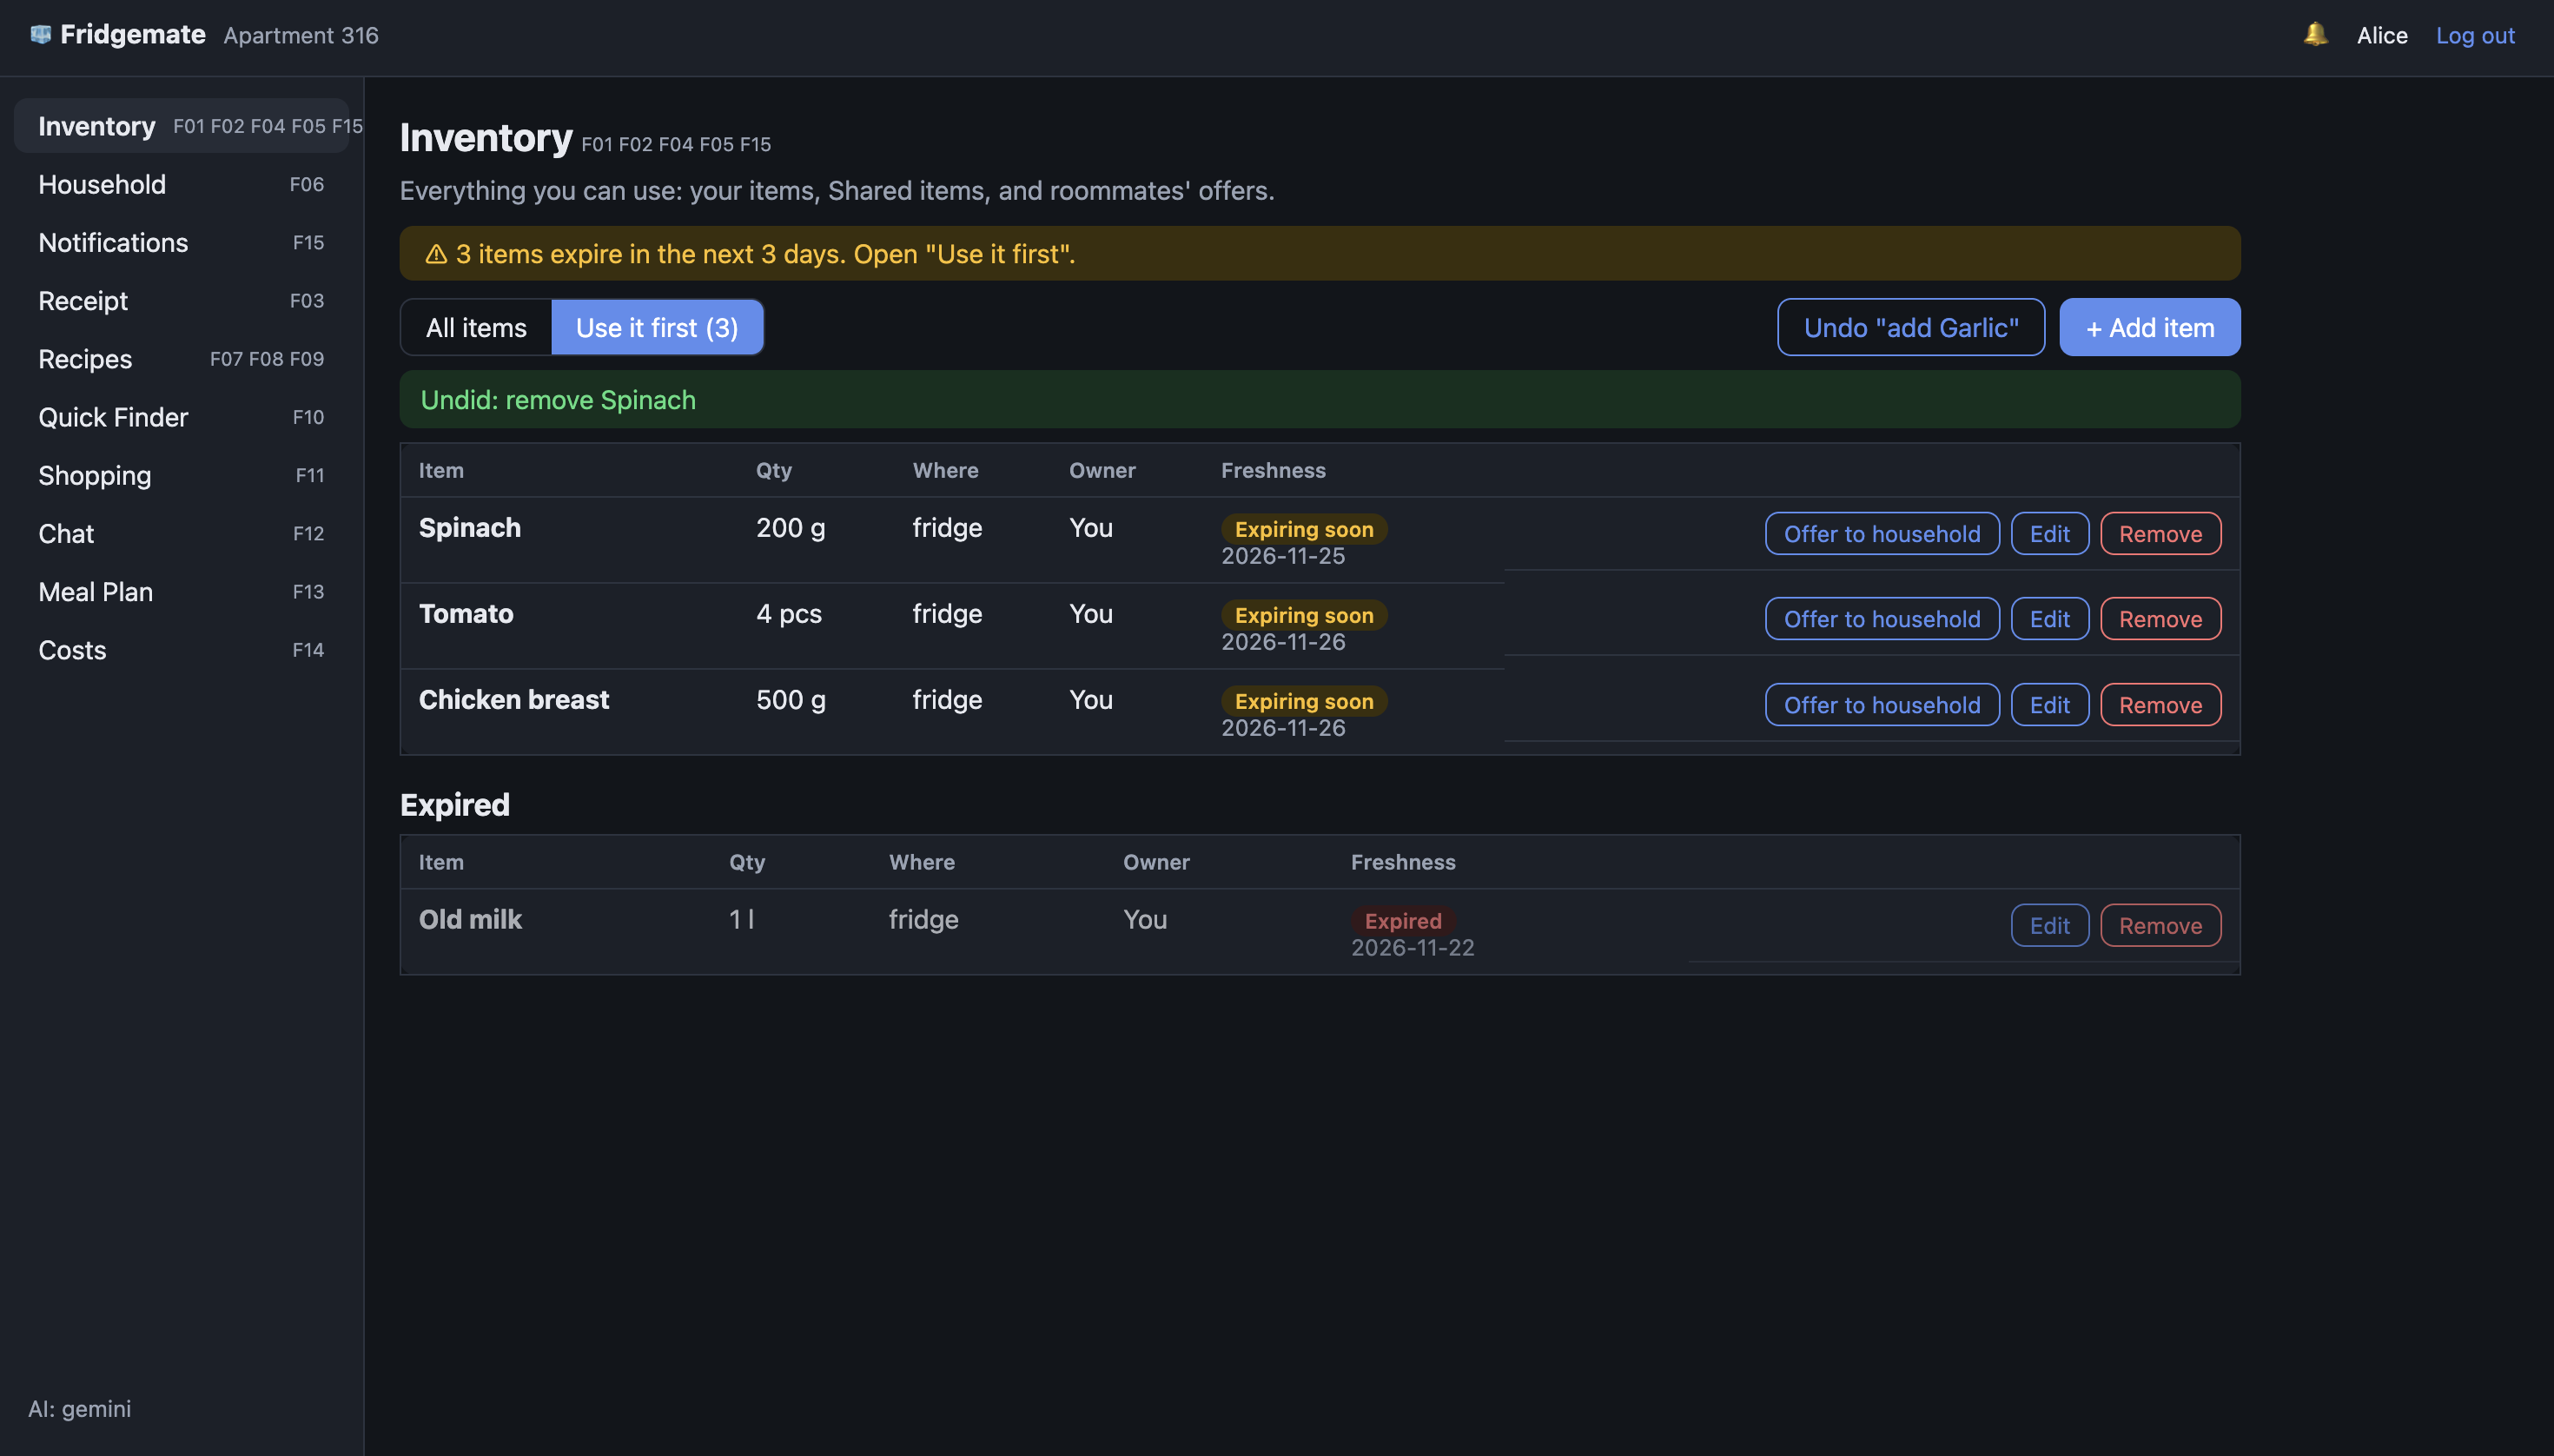 Fridgemate Apartment 316
🔔 Alice Log out
Inventory F01 F02 F04 F05 F15
Household F06
Notifications F15
Receipt F03
Recipes F07 F08 F09
Quick Finder F10
Shopping F11
Chat F12
Meal Plan F13
Costs F14
AI: gemini
Inventory F01 F02 F04 F05 F15
Everything you can use: your items, Shared items, and roommates' offers.
⚠ 3 items expire in the next 3 days. Open "Use it first".
All items Use it first (3) Undo "add Garlic" + Add item
Undid: remove Spinach
Item Qty Where Owner Freshness
Spinach 200 g fridge You Expiring soon Offer to household Edit Remove
2026-11-25
Tomato 4 pcs fridge You Expiring soon Offer to household Edit Remove
2026-11-26
Chicken breast 500 g fridge You Expiring soon Offer to household Edit Remove
2026-11-26
Expired
Item Qty Where Owner Freshness
Old milk 1 l fridge You Expired Edit Remove
2026-11-22